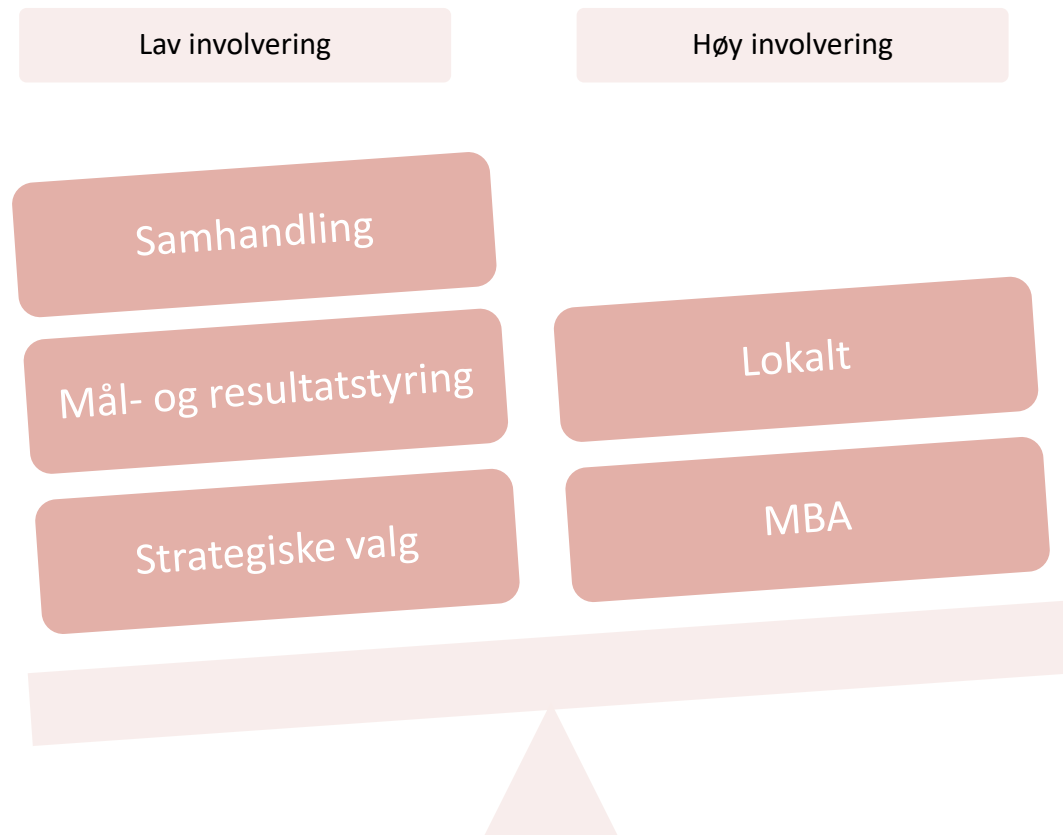 Lav involvering
Høy involvering
Samhandling
Mål- og resultatstyring
Strategiske valg
Lokalt
MBA